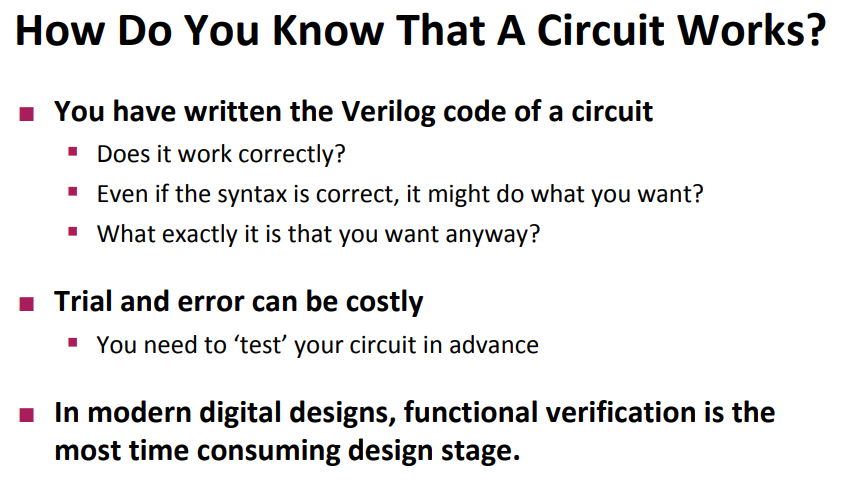 How Do You Know That A Circuit Works?
You have written the Verilog code of a circuit
Does it work correctly?
Even if the syntax is correct, it might do what you want?
What exactly it is that you want anyway?
Trial and error can be costly
You need to ‘test’ your circuit in advance
In modern digital designs, functional verification is the
most time consuming design stage.